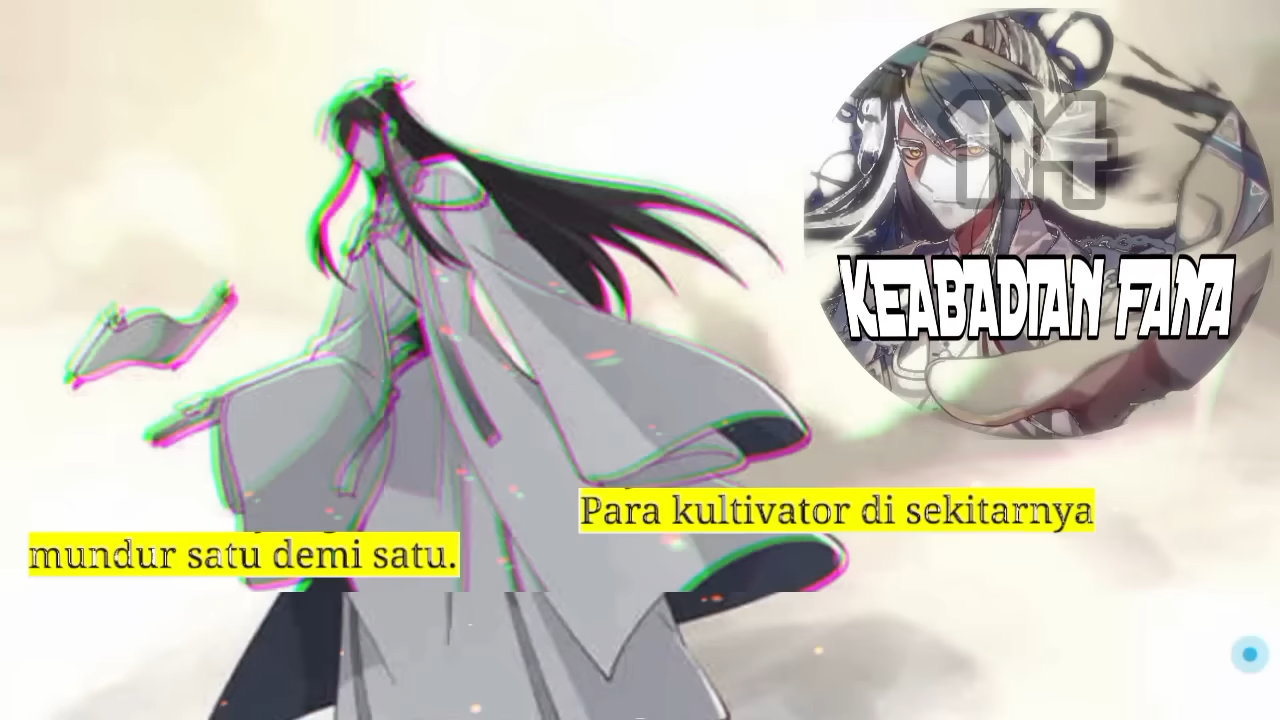 KEABADIAN FANA
Para kultivator di sekitarnya
mundur satu demi satu.